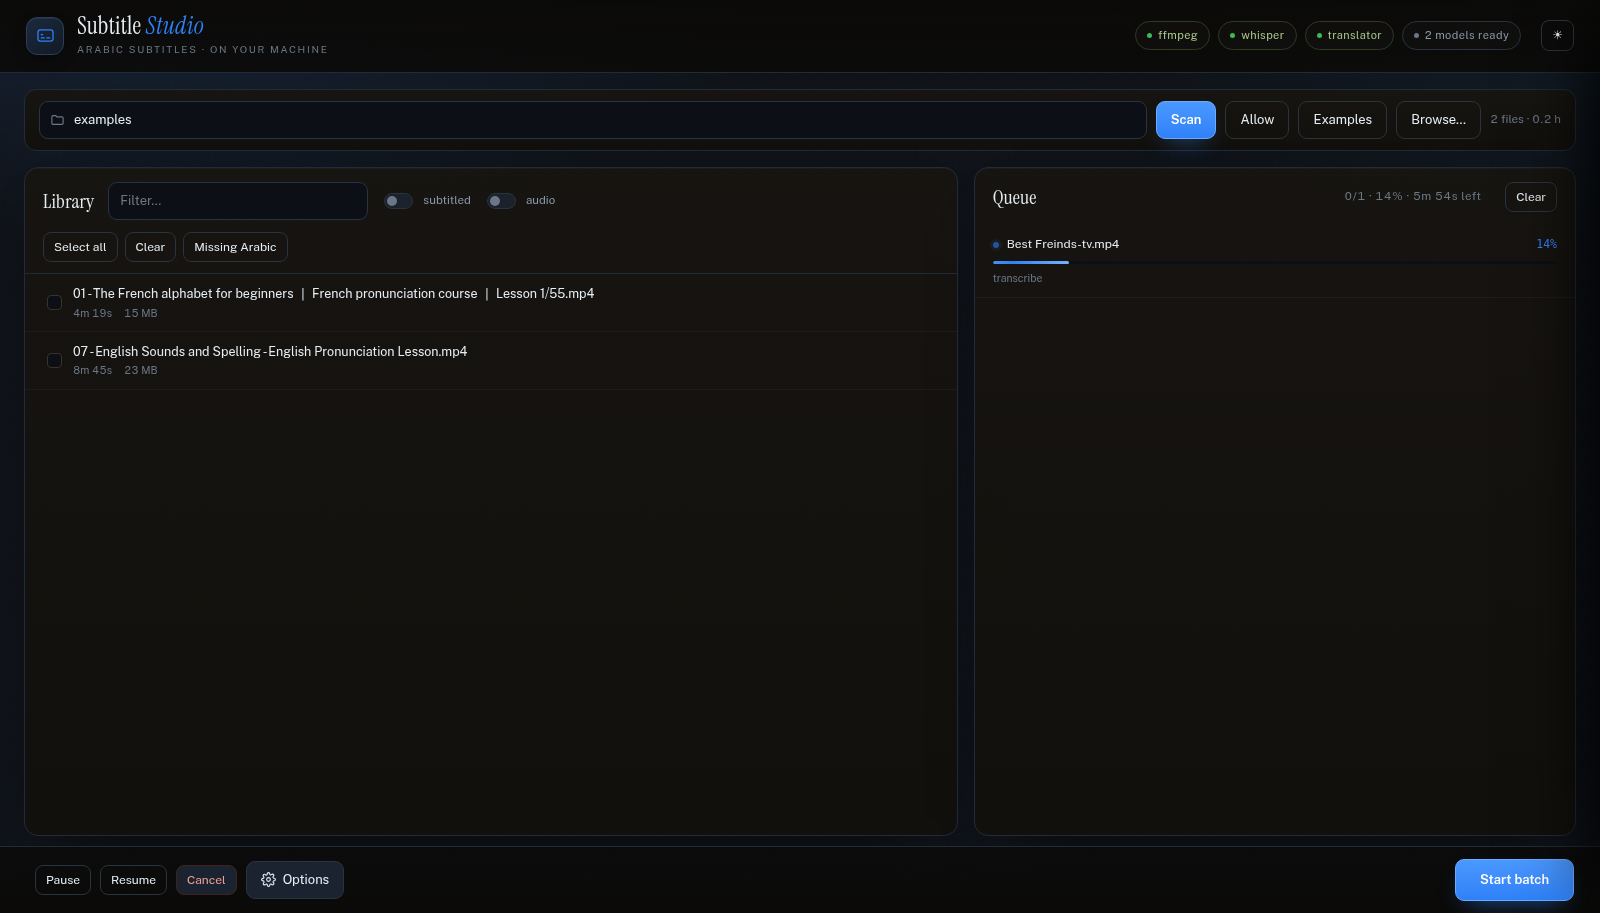 Subtitle Studio
ARABIC SUBTITLES · ON YOUR MACHINE
ffmpeg
whisper
translator
2 models ready
examples
Scan
Allow
Examples
Browse...
2 files · 0.2 h
Library
Filter...
subtitled
audio
Select all
Clear
Missing Arabic
01 - The French alphabet for beginners | French pronunciation course | Lesson 1/55.mp4
4m 19s 15 MB
07 - English Sounds and Spelling - English Pronunciation Lesson.mp4
8m 45s 23 MB
Queue
0/1 · 14% · 5m 54s left
Clear
Best Freinds-tv.mp4
14%
transcribe
Pause
Resume
Cancel
Options
Start batch